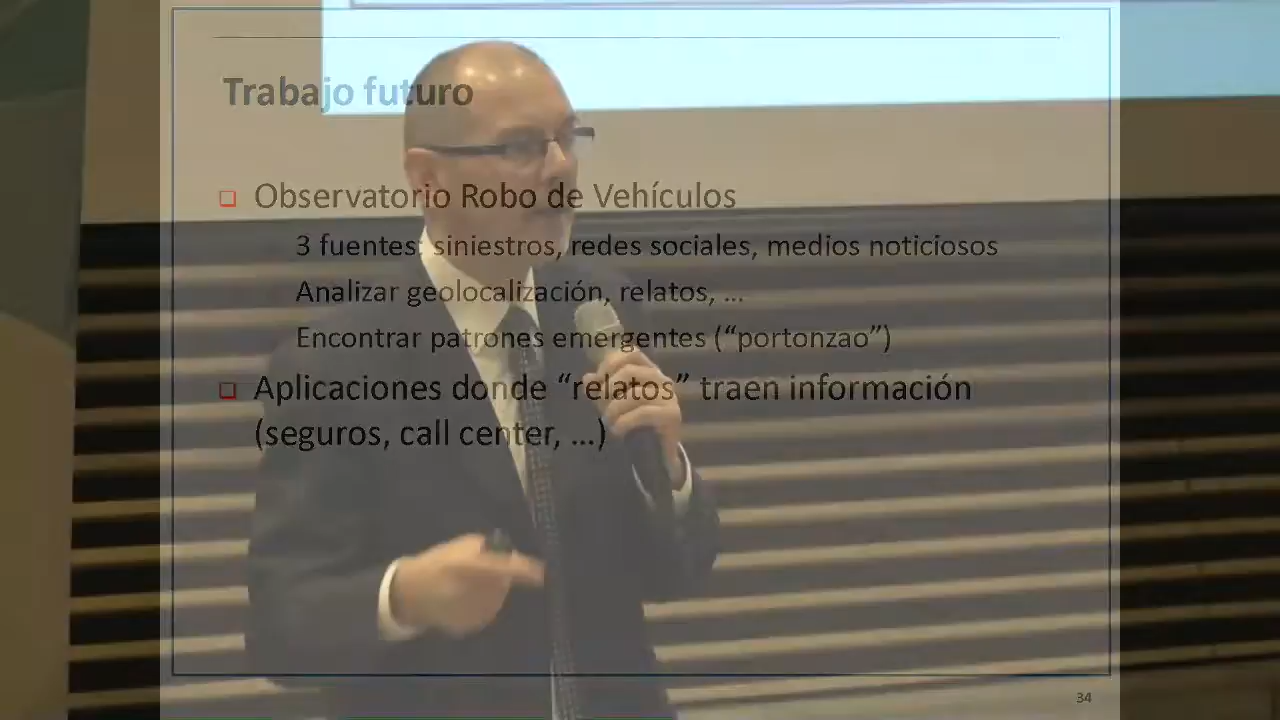 Trabajo futuro
Observatorio Robo de Vehículos
3 fuentes: siniestros, redes sociales, medios noticiosos
Analizar geolocalización, relatos, ...
Encontrar patrones emergentes (“portonzao”)
Aplicaciones donde “relatos” traen información
(seguros, call center, ...)
34